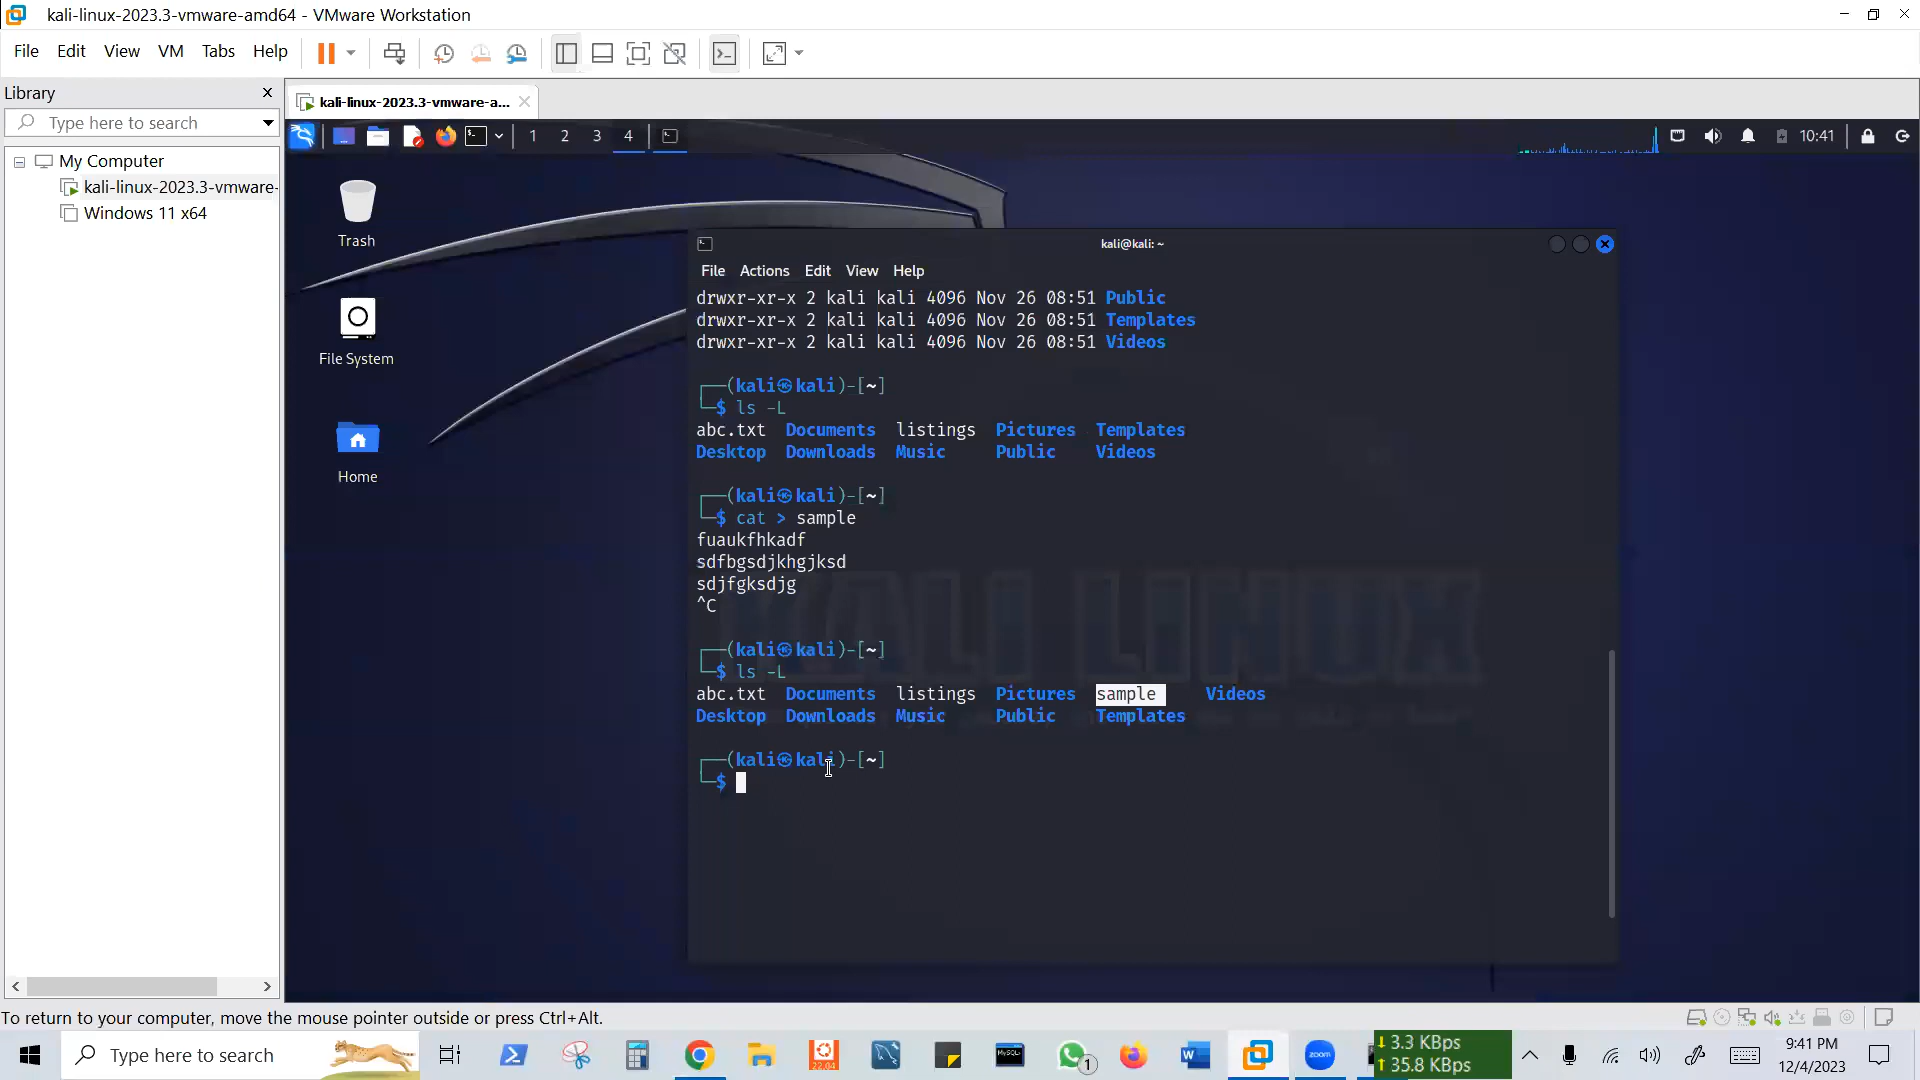 kali-linux-2023.3-vmware-amd64 - VMware Workstation
File Edit View VM Tabs Help
Library
kali-linux-2023.3-vmware-a...
Type here to search
1 2 3 4
10:41
My Computer
kali-linux-2023.3-vmware-
Windows 11 x64
Trash
File System
Home
kali@kali: ~
File Actions Edit View Help
drwxr-xr-x 2 kali kali 4096 Nov 26 08:51 Public
drwxr-xr-x 2 kali kali 4096 Nov 26 08:51 Templates
drwxr-xr-x 2 kali kali 4096 Nov 26 08:51 Videos
┌──(kali㉿kali)-[~]
└─$ ls -L
abc.txt Documents listings Pictures Templates
Desktop Downloads Music Public Videos
┌──(kali㉿kali)-[~]
└─$ cat > sample
fuaukfhkadf
sdfbgsdjkhgjksd
sdjfgksdjg
^C
┌──(kali㉿kali)-[~]
└─$ ls -L
abc.txt Documents listings Pictures sample Videos
Desktop Downloads Music Public Templates
┌──(kali㉿kali)-[~]
└─$
KALI LINUX
To return to your computer, move the mouse pointer outside or press Ctrl+Alt.
Type here to search
22.04
MySQL
1
zoom
3.3 KBps
35.8 KBps
9:41 PM
12/4/2023